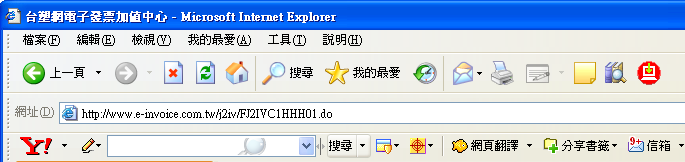 台塑網電子發票加值中心 - Microsoft Internet Explorer
檔案(F) 編輯(E) 檢視(V) 我的最愛(A) 工具(T) 說明(H)
上一頁 搜尋 我的最愛
網址(D) http://www.e-invoice.com.tw/j2iv/FJ2IVC1HHH01.do
Y! 搜尋 網頁翻譯 分享書籤 信箱